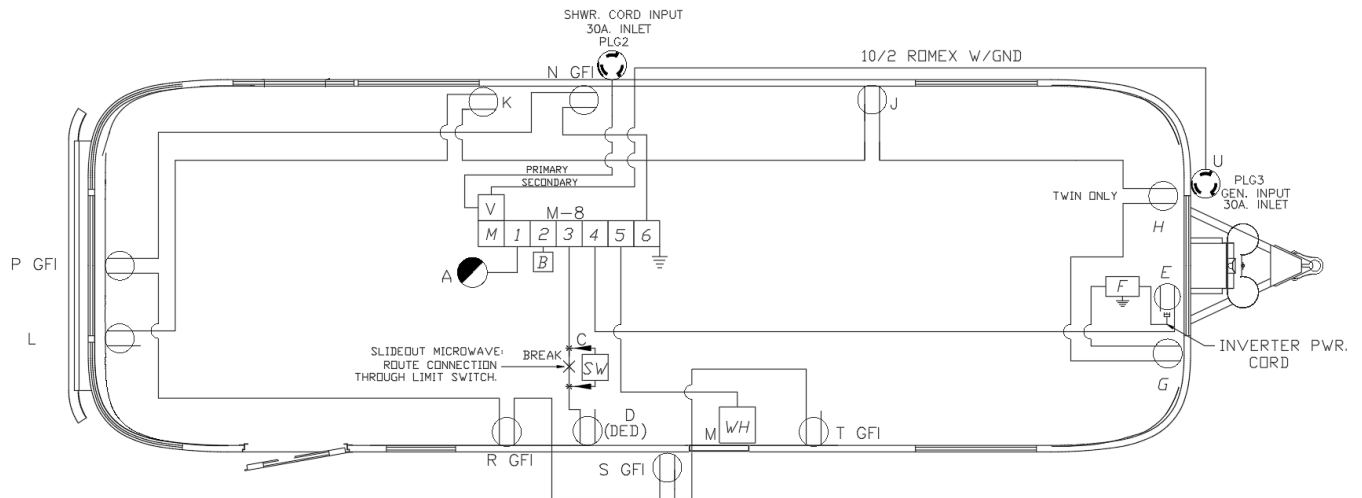 SHWR. CORD INPUT
30A. INLET
PLG2
10/2 ROMEX W/GND
N GFI
K
J
U
PLG3
GEN. INPUT
30A. INLET
PRIMARY
SECONDARY
TWIN ONLY
H
V
M-8
M 1 2 3 4 5 6
B
A
P GFI
L
F
E
INVERTER PWR.
CORD
G
C
SLIDEOUT MICROWAVE:
ROUTE CONNECTION
THROUGH LIMIT SWITCH.
BREAK
SW
D
(DED)
M
WH
R GFI
S GFI
T GFI